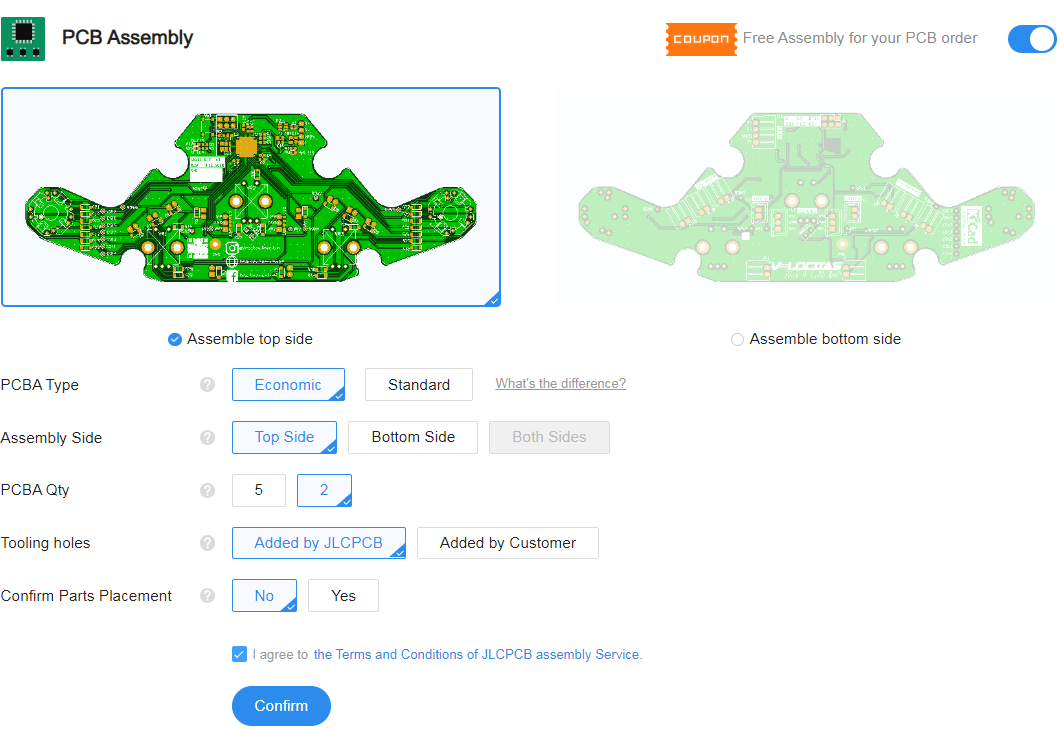 PCB Assembly
COUPON Free Assembly for your PCB order
Assemble top side
Assemble bottom side
PCBA Type ? Economic Standard What's the difference?
Assembly Side ? Top Side Bottom Side Both Sides
PCBA Qty ? 5 2
Tooling holes ? Added by JLCPCB Added by Customer
Confirm Parts Placement ? No Yes
I agree to the Terms and Conditions of JLCPCB assembly Service.
Confirm